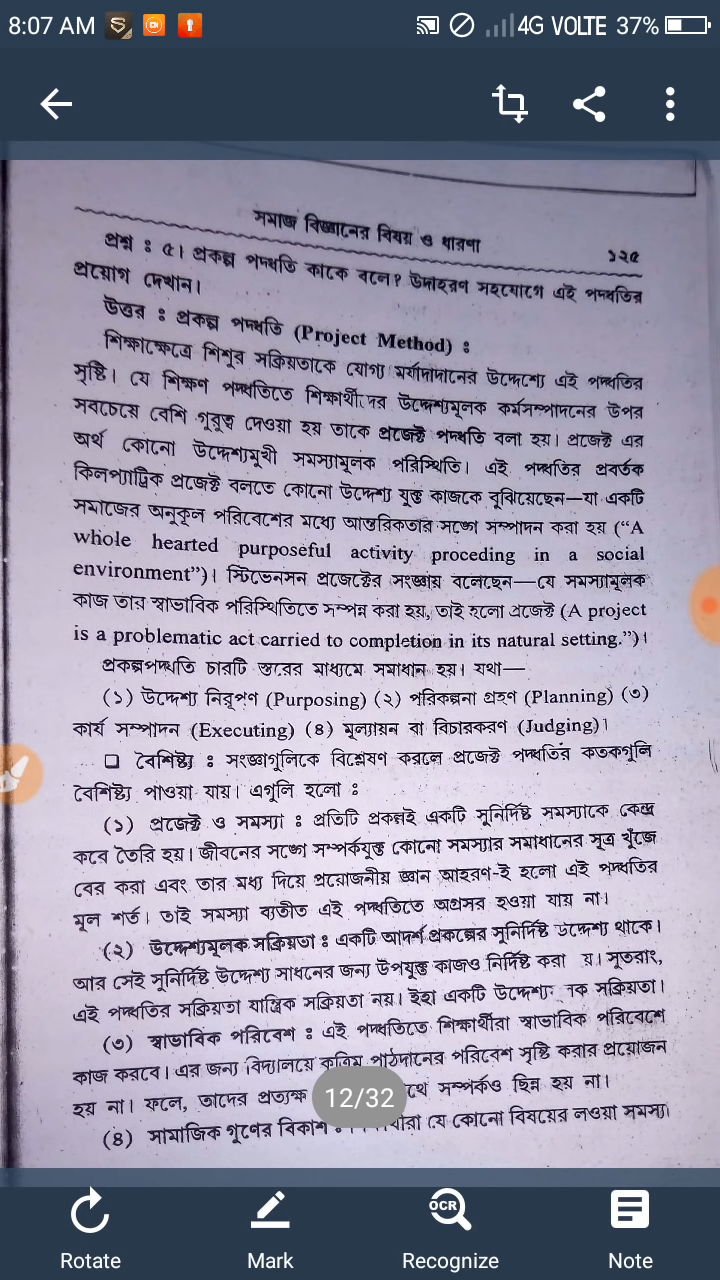 8:07 AM 4G VOLTE 37%
সমাজ বিজ্ঞানের বিষয় ও ধারণা ১২৫
প্রশ্ন : ৫। প্রকল্প পদ্ধতি কাকে বলে? উদাহরণ সহযোগে এই পদ্ধতির
প্রয়োগ দেখান।
উত্তর : প্রকল্প পদ্ধতি (Project Method) :
শিক্ষাক্ষেত্রে শিশুর সক্রিয়তাকে যোগ্য মর্যাদাদানের উদ্দেশ্যে এই পদ্ধতির
সৃষ্টি। যে শিক্ষণ পদ্ধতিতে শিক্ষার্থীদের উদ্দেশ্যমূলক কর্মসম্পাদনের উপর
সবচেয়ে বেশি গুরুত্ব দেওয়া হয় তাকে প্রজেক্ট পদ্ধতি বলা হয়। প্রজেক্ট এর
অর্থ কোনো উদ্দেশ্যমুখী সমস্যামূলক পরিস্থিতি। এই পদ্ধতির প্রবর্তক
কিলপ্যাট্রিক প্রজেক্ট বলতে কোনো উদ্দেশ্য যুক্ত কাজকে বুঝিয়েছেন—যা একটি
সমাজের অনুকূল পরিবেশের মধ্যে আন্তরিকতার সঙ্গে সম্পাদন করা হয় (“A
whole hearted purposeful activity proceding in a social
environment”)। স্টিভেনসন প্রজেক্টের সংজ্ঞায় বলেছেন—যে সমস্যামূলক
কাজ তার স্বাভাবিক পরিস্থিতিতে সম্পন্ন করা হয়, তাই হলো প্রজেক্ট (A project
is a problematic act carried to completion in its natural setting.”)।
প্রকল্পপদ্ধতি চারটি স্তরের মাধ্যমে সমাধান হয়। যথা—
(১) উদ্দেশ্য নিরূপণ (Purposing) (২) পরিকল্পনা গ্রহণ (Planning) (৩)
কার্য সম্পাদন (Executing) (৪) মূল্যায়ন বা বিচারকরণ (Judging)।
❑ বৈশিষ্ট্য : সংজ্ঞাগুলিকে বিশ্লেষণ করলে প্রজেক্ট পদ্ধতির কতকগুলি
বৈশিষ্ট্য পাওয়া যায়। এগুলি হলো :
(১) প্রজেক্ট ও সমস্যা : প্রতিটি প্রকল্পই একটি সুনির্দিষ্ট সমস্যাকে কেন্দ্র
করে তৈরি হয়। জীবনের সঙ্গে সম্পর্কযুক্ত কোনো সমস্যার সমাধানের সূত্র খুঁজে
বের করা এবং তার মধ্য দিয়ে প্রয়োজনীয় জ্ঞান আহরণ-ই হলো এই পদ্ধতির
মূল শর্ত। তাই সমস্যা ব্যতীত এই পদ্ধতিতে অগ্রসর হওয়া যায় না।
(২) উদ্দেশ্যমূলক সক্রিয়তা : একটি আদর্শ প্রকল্পের সুনির্দিষ্ট উদ্দেশ্য থাকে।
আর সেই সুনির্দিষ্ট উদ্দেশ্য সাধনের জন্য উপযুক্ত কাজও নির্দিষ্ট করা য়। সুতরাং,
এই পদ্ধতির সক্রিয়তা যান্ত্রিক সক্রিয়তা নয়। ইহা একটি সক্রিয়তা।
(৩) স্বাভাবিক পরিবেশ : এই পদ্ধতিতে শিক্ষার্থীরা স্বাভাবিক পরিবেশে
কাজ করবে। এর জন্য বিদ্যালয়ে কৃত্রিম পাঠদানের পরিবেশ সৃষ্টি করার প্রয়োজন
হয় না। ফলে, তাদের প্রত্যক্ষ সম্পর্কও ছিন্ন হয় না।
(৪) সামাজিক গুণের বিকাশ : যে কোনো বিষয়ের নেওয়া সমস্যা
12/32
Rotate Mark OCR Recognize Note